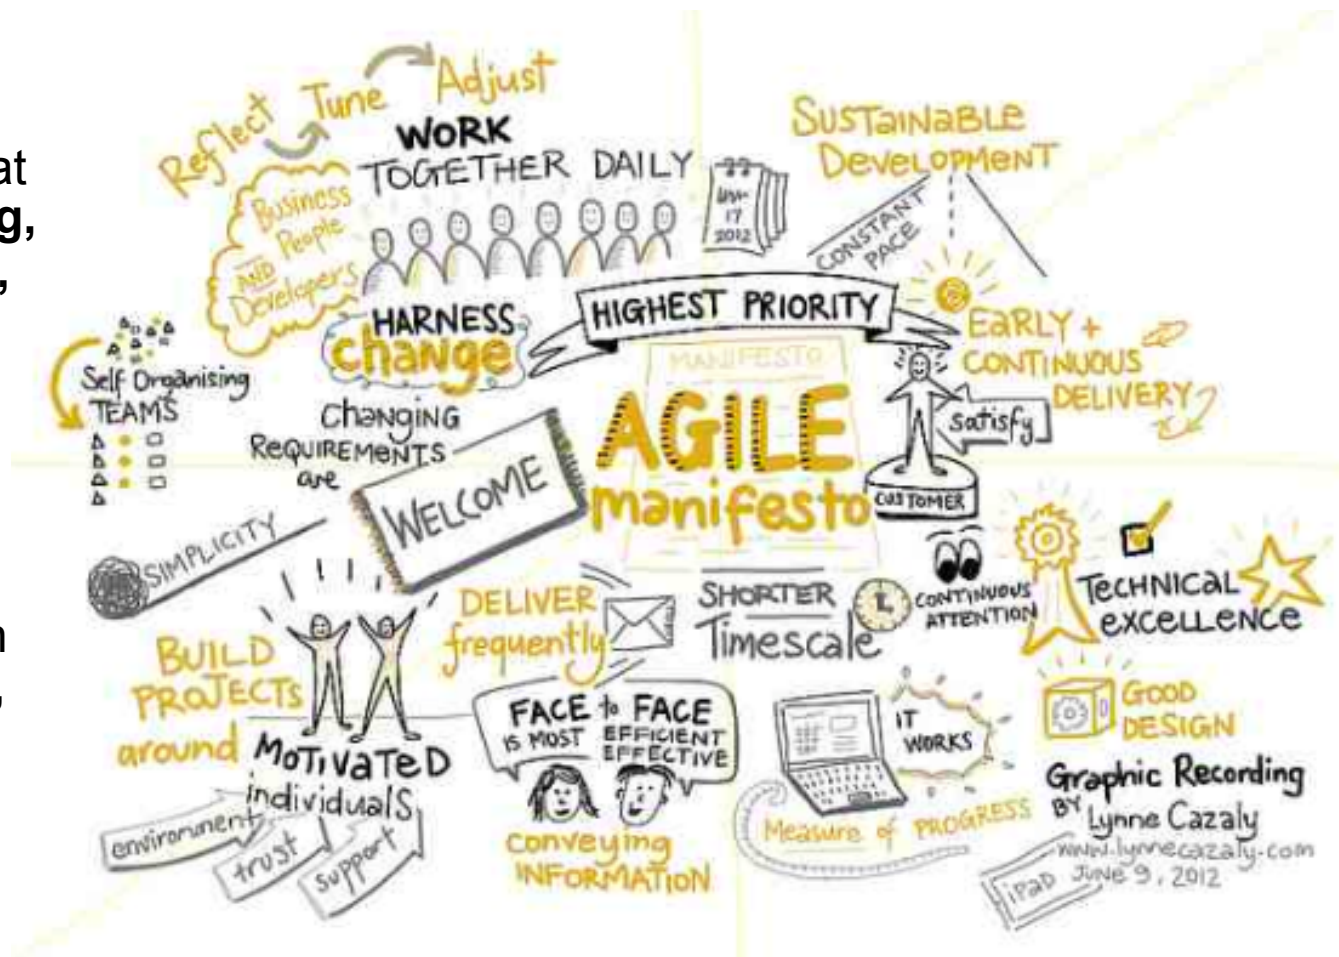 at
g,
,
n
,
Reflect
Tune
Adjust
WORK
TOGETHER DAILY
Business
People
AND
Developers
17
2012
SUSTaiNaBLE
DeveLOPMENT
CONSTANT
PACE
HARNESS
change
HIGHEST PRIORITY
EaRLY +
CONTINUOUS
DELIVERY
Self Organising
TEAMS
Changing
REQUIREMeNTS
are
WELCOME
MANIFESTO
AGILE
manifesto
satisfy
CUSTOMER
SIMPLICITY
DELIVER
frequently
SHORTER
Timescale
CONTINUOUS
ATTENTION
TECHNICaL
eXCELLENCE
BUILD
PROJECTS
around
MOTIVaTeD
individualS
environment
trust
support
FACE to FACE
IS MOST EFFICIENT
EFFECTIVE
conveying
INFORMATION
IT
WORKS
Measure of PROGRESS
GOOD
DESIGN
Graphic Recording
BY
Lynne Cazaly
www.lynnecazaly.com
JUNE 9, 2012
iPaD